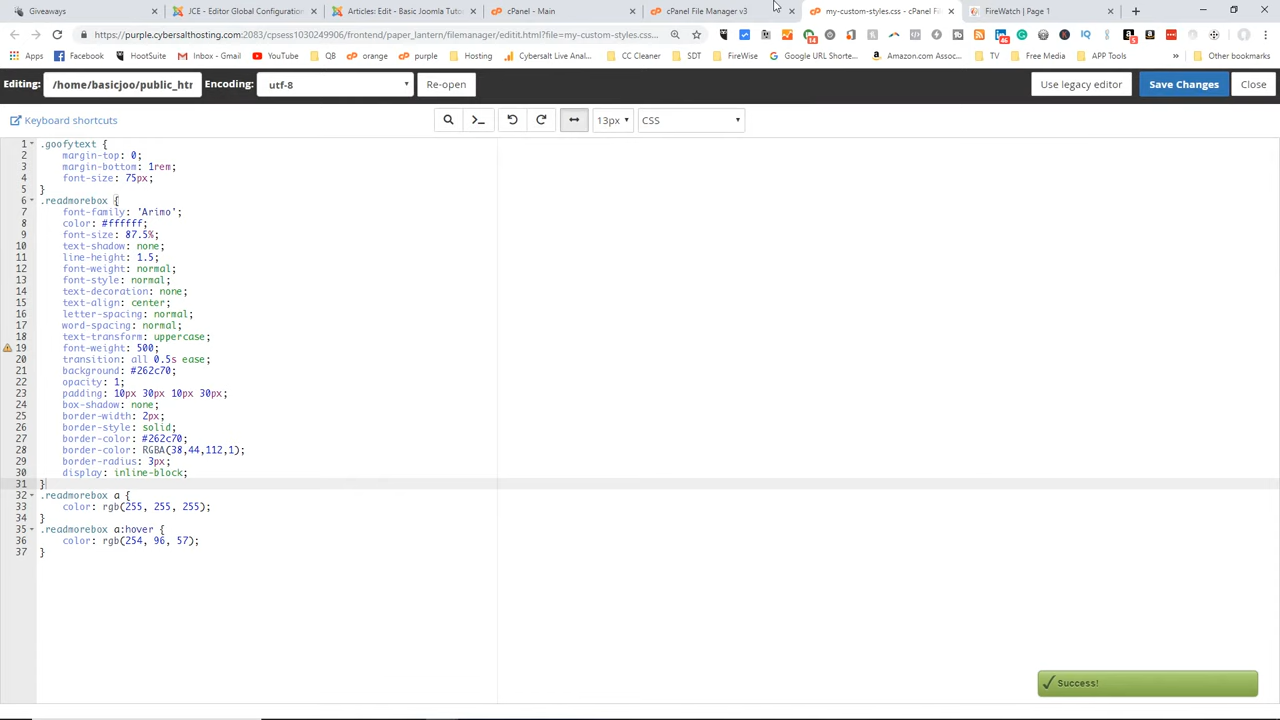 Giveaways
JCE - Editor Global Configuration
Articles: Edit - Basic Joomla Tuto
cPanel - Main
cPanel File Manager v3
my-custom-styles.css - cPanel F
FireWatch | Page 1
https://purple.cybersalthosting.com:2083/cpsess1030249906/frontend/paper_lantern/filemanager/editit.html?file=my-custom-styles.css...
Apps
Facebook
HootSuite
Inbox - Gmail
YouTube
QB
orange
purple
Hosting
Cybersalt Live Anal...
CC Cleaner
SDT
FireWise
Google URL Shorte...
Amazon.com Assoc...
Free Media
APP Tools
Other bookmarks
Editing: /home/basicjoo/public_htr Encoding: utf-8 Re-open Use legacy editor Save Changes Close
Keyboard shortcuts 13px CSS
1 .goofytext {
2 margin-top: 0;
3 margin-bottom: 1rem;
4 font-size: 75px;
5 }
6 .readmorebox {
7 font-family: 'Arimo';
8 color: #ffffff;
9 font-size: 87.5%;
10 text-shadow: none;
11 line-height: 1.5;
12 font-weight: normal;
13 font-style: normal;
14 text-decoration: none;
15 text-align: center;
16 letter-spacing: normal;
17 word-spacing: normal;
18 text-transform: uppercase;
19 font-weight: 500;
20 transition: all 0.5s ease;
21 background: #262c70;
22 opacity: 1;
23 padding: 10px 30px 10px 30px;
24 box-shadow: none;
25 border-width: 2px;
26 border-style: solid;
27 border-color: #262c70;
28 border-color: RGBA(38,44,112,1);
29 border-radius: 3px;
30 display: inline-block;
31 }
32 .readmorebox a {
33 color: rgb(255, 255, 255);
34 }
35 .readmorebox a:hover {
36 color: rgb(254, 96, 57);
37 }
Success!